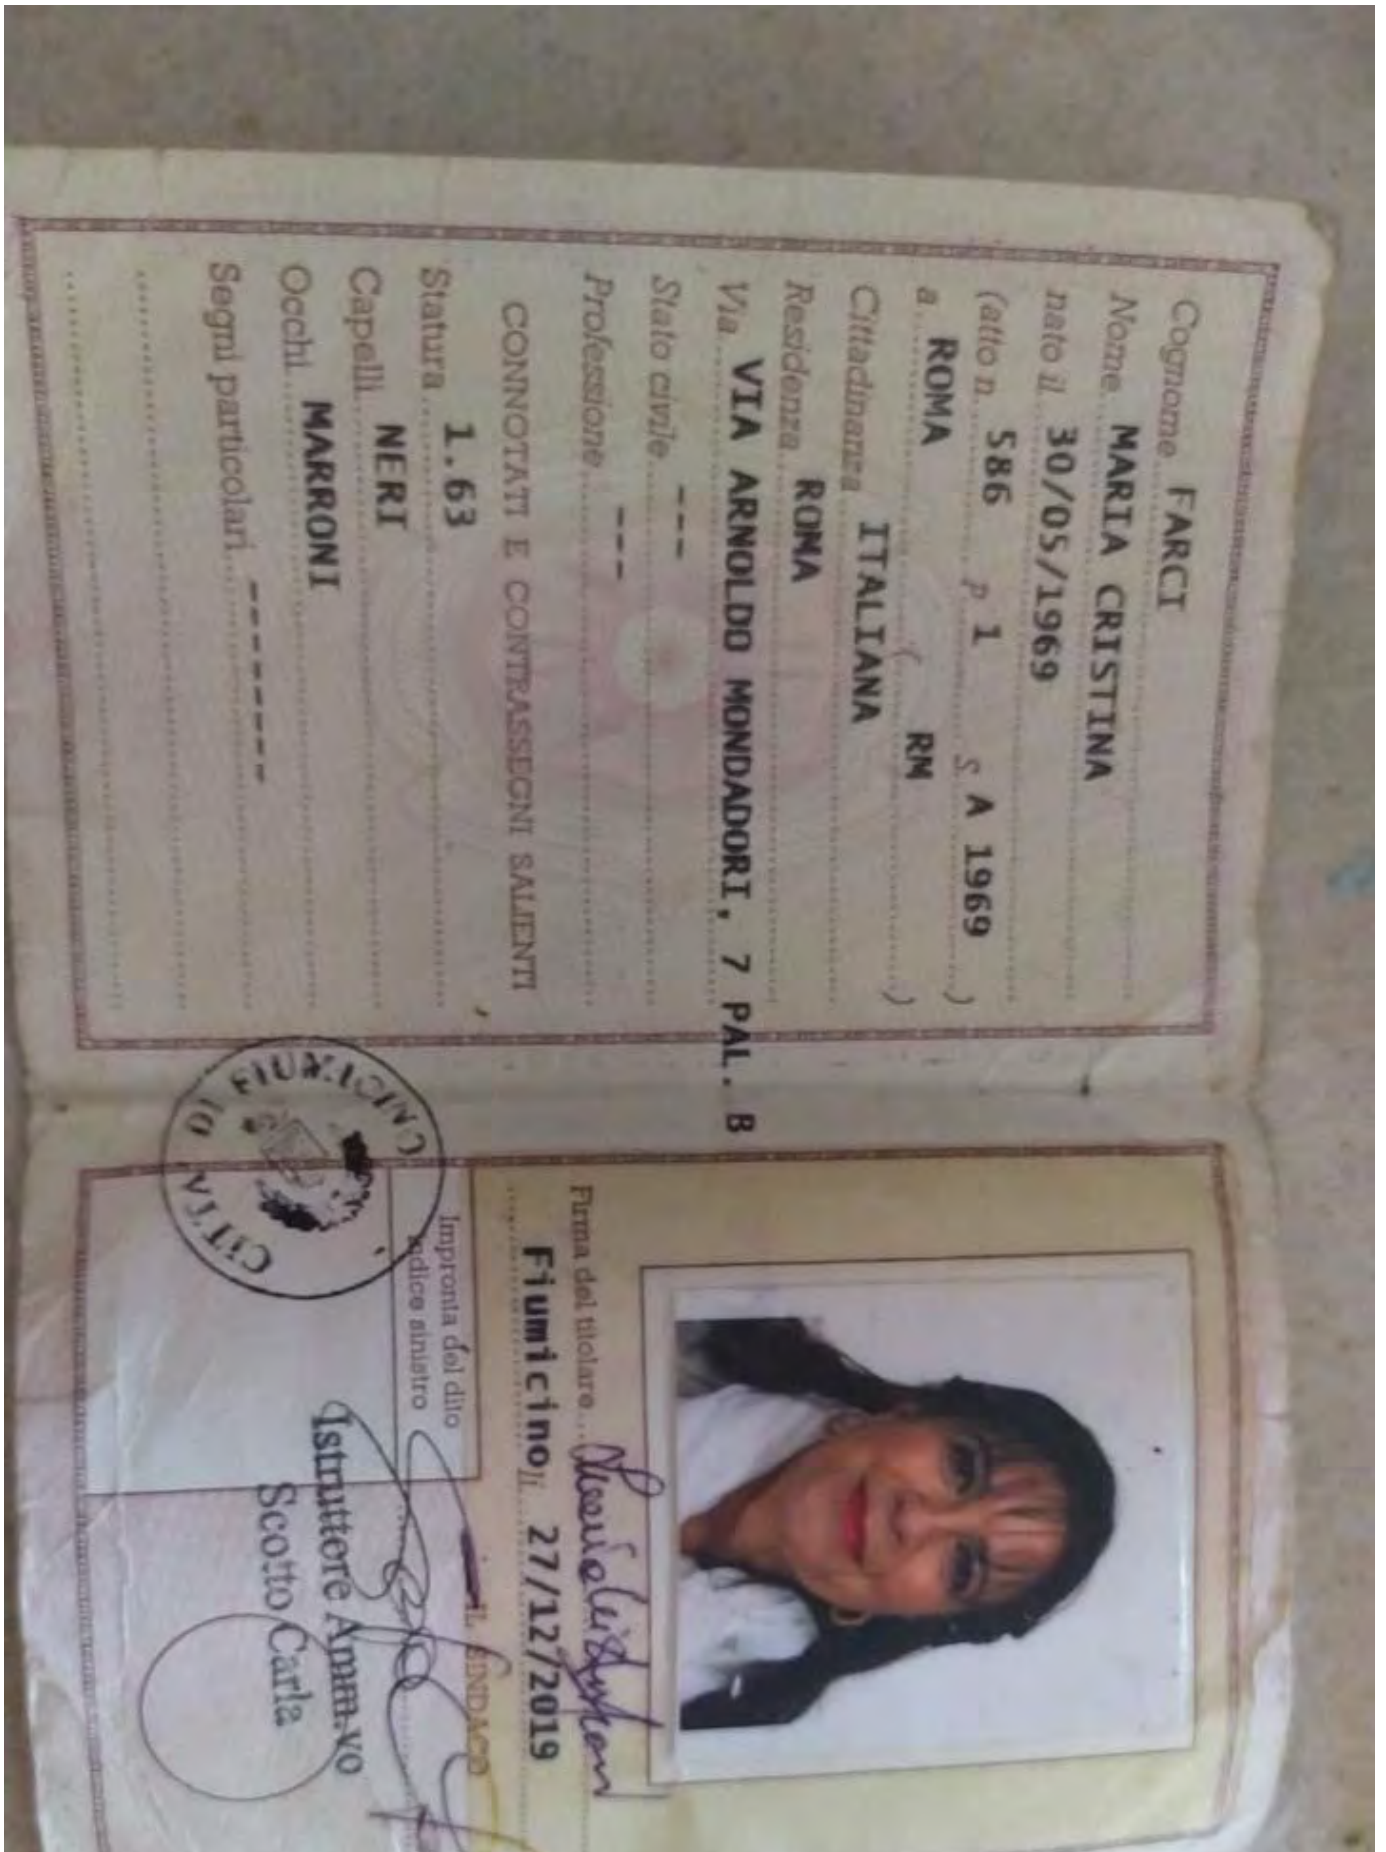 Cognome FARCI
Nome MARIA CRISTINA
nato il 30/05/1969
(atto n. 586 P 1 S A 1969 )
a ROMA ( RM )
Cittadinanza ITALIANA
Residenza ROMA
Via VIA ARNOLDO MONDADORI, 7 PAL. B
Stato civile ---
Professione ---
CONNOTATI E CONTRASSEGNI SALIENTI
Statura 1.63
Capelli NERI
Occhi MARRONI
Segni particolari -------
Firma del titolare
Fiumicino li 27/12/2019
Impronta del dito
indice sinistro
IL SINDACO
Istruttore Amm.vo
Scotto Carla
CITTA' DI FIUMICINO